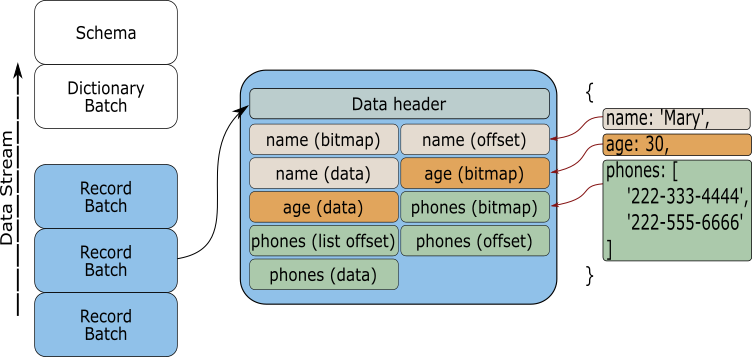 Schema
Dictionary
Batch
Data Stream
Record
Batch
Record
Batch
Record
Batch
Data header
name (bitmap)
name (offset)
name (data)
age (bitmap)
age (data)
phones (bitmap)
phones (list offset)
phones (offset)
phones (data)
{
name: 'Mary',
age: 30,
phones: [
'222-333-4444',
'222-555-6666'
]
}